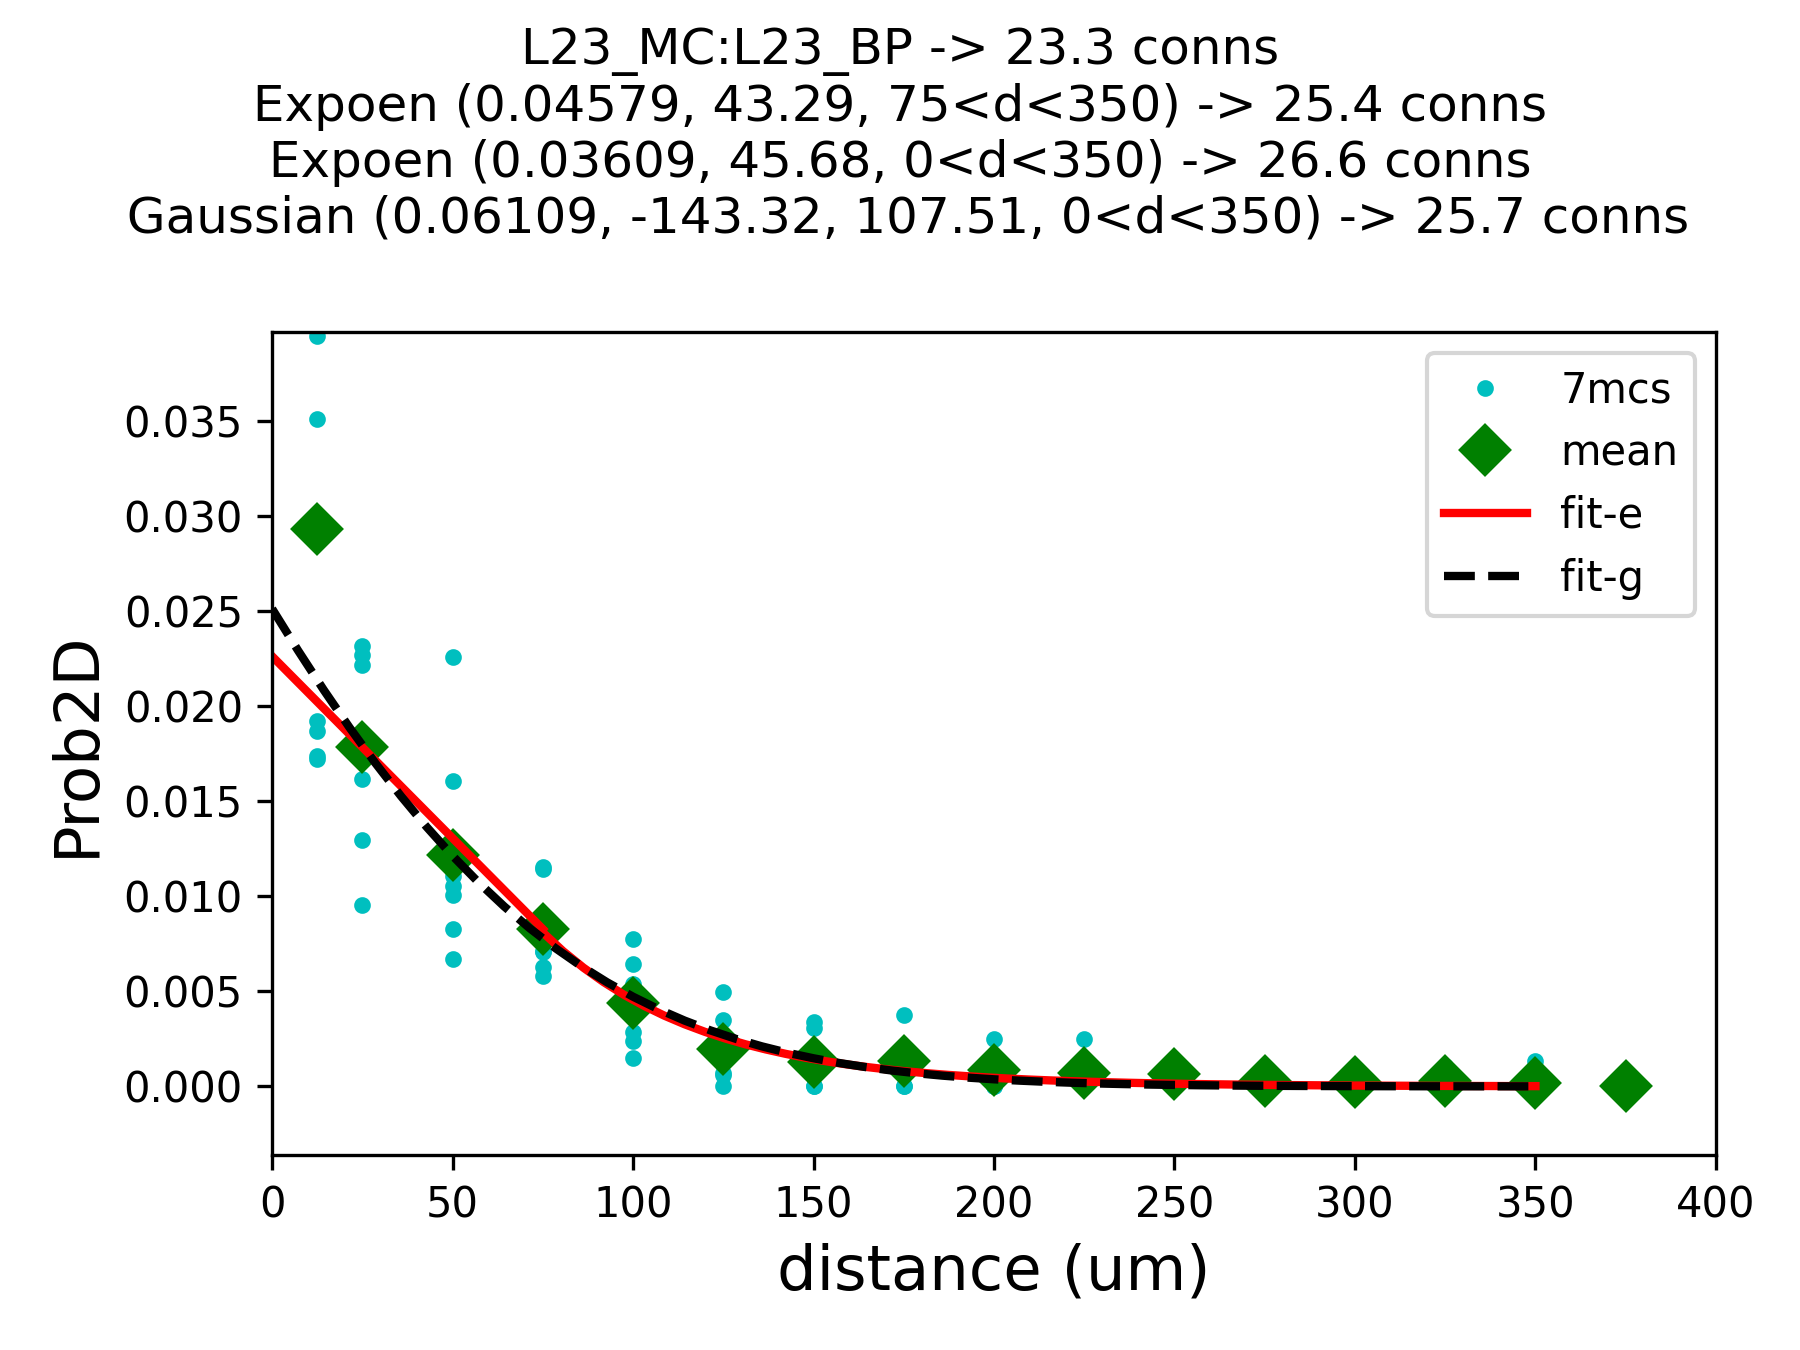 L23_MC:L23_BP -> 23.3 conns
Expoen (0.04579, 43.29, 75<d<350) -> 25.4 conns
Expoen (0.03609, 45.68, 0<d<350) -> 26.6 conns
Gaussian (0.06109, -143.32, 107.51, 0<d<350) -> 25.7 conns
7mcs
mean
fit-e
fit-g
0.035
0.030
0.025
0.020
0.015
0.010
0.005
0.000
Prob2D
0 50 100 150 200 250 300 350 400
distance (um)